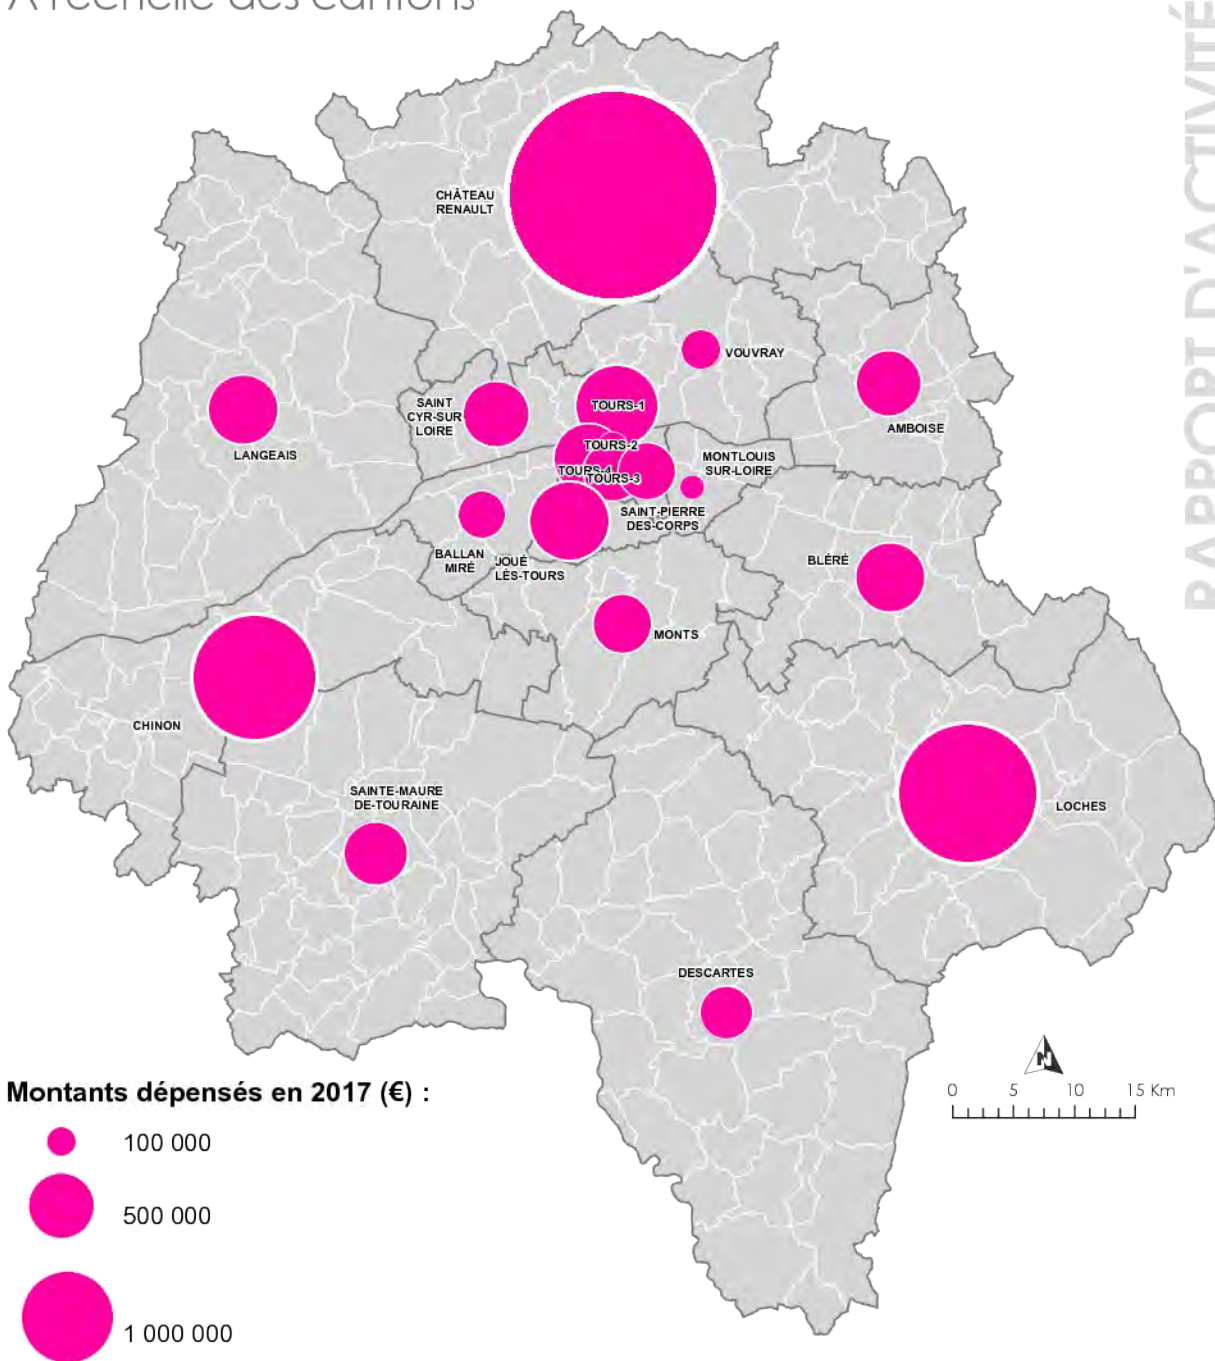 A l'échelle des cantons
RAPPORT D'ACTIVITÉ
CHÂTEAU
RENAULT
VOUVRAY
SAINT
CYR-SUR
LOIRE
TOURS-1
AMBOISE
LANGEAIS
TOURS-2
MONTLOUIS
SUR-LOIRE
TOURS-4
TOURS-3
SAINT-PIERRE
DES-CORPS
BALLAN
MIRÉ
JOUÉ
LÈS-TOURS
BLÉRÉ
MONTS
CHINON
SAINTE-MAURE
DE-TOURAINE
LOCHES
DESCARTES
N
0 5 10 15 Km
Montants dépensés en 2017 (€) :
100 000
500 000
1 000 000